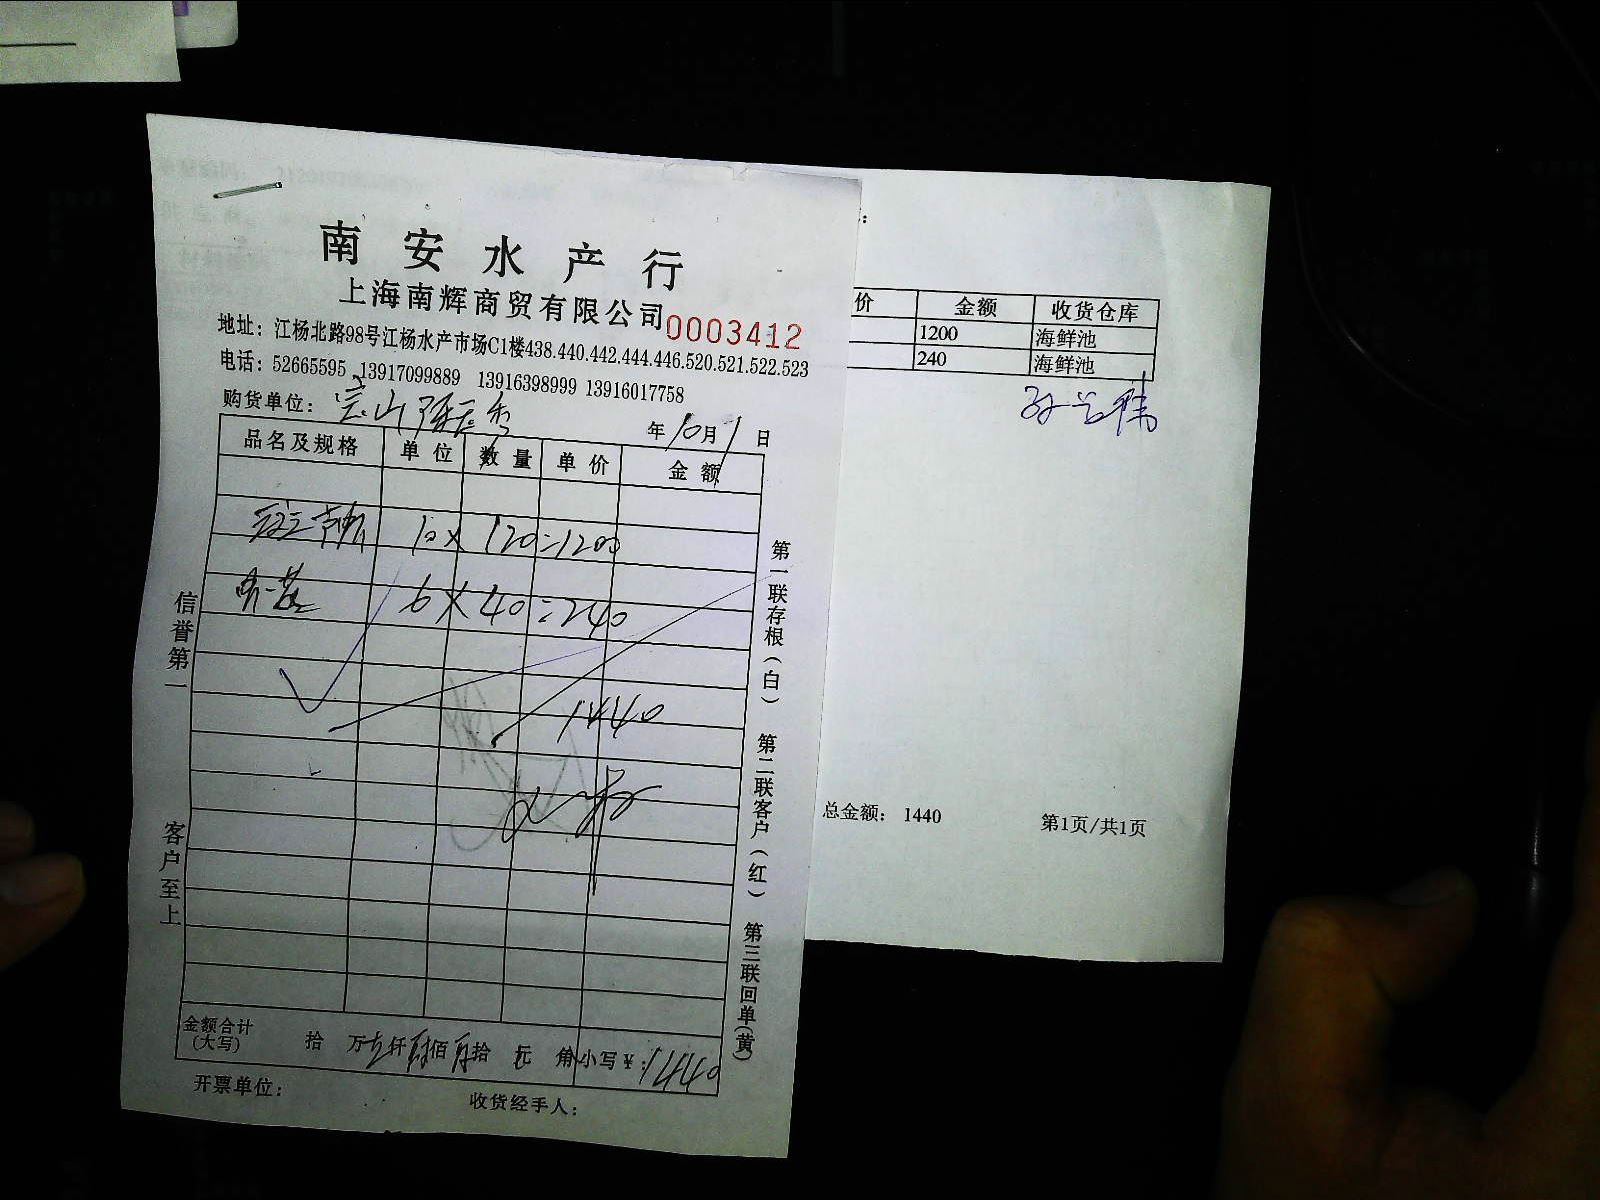 南安水产行
上海南辉商贸有限公司 0003412
地址：江杨北路98号江杨水产市场C1楼438.440.442.444.446.520.521.522.523
电话：52665595 13917099889 13916398999 13916017758
购货单位：宝山
年10月1日
品名及规格 单位 数量 单价 金额
10 x 120=1200
6 x 40=240
1440
金额合计(大写) 拾 万 仟 佰 拾 元 角 小写￥：1440
开票单位： 收货经手人：
信誉第一 客户至上
第一联存根(白) 第二联客户(红) 第三联回单(黄)
价 金额 收货仓库
1200 海鲜池
240 海鲜池
总金额： 1440 第1页/共1页